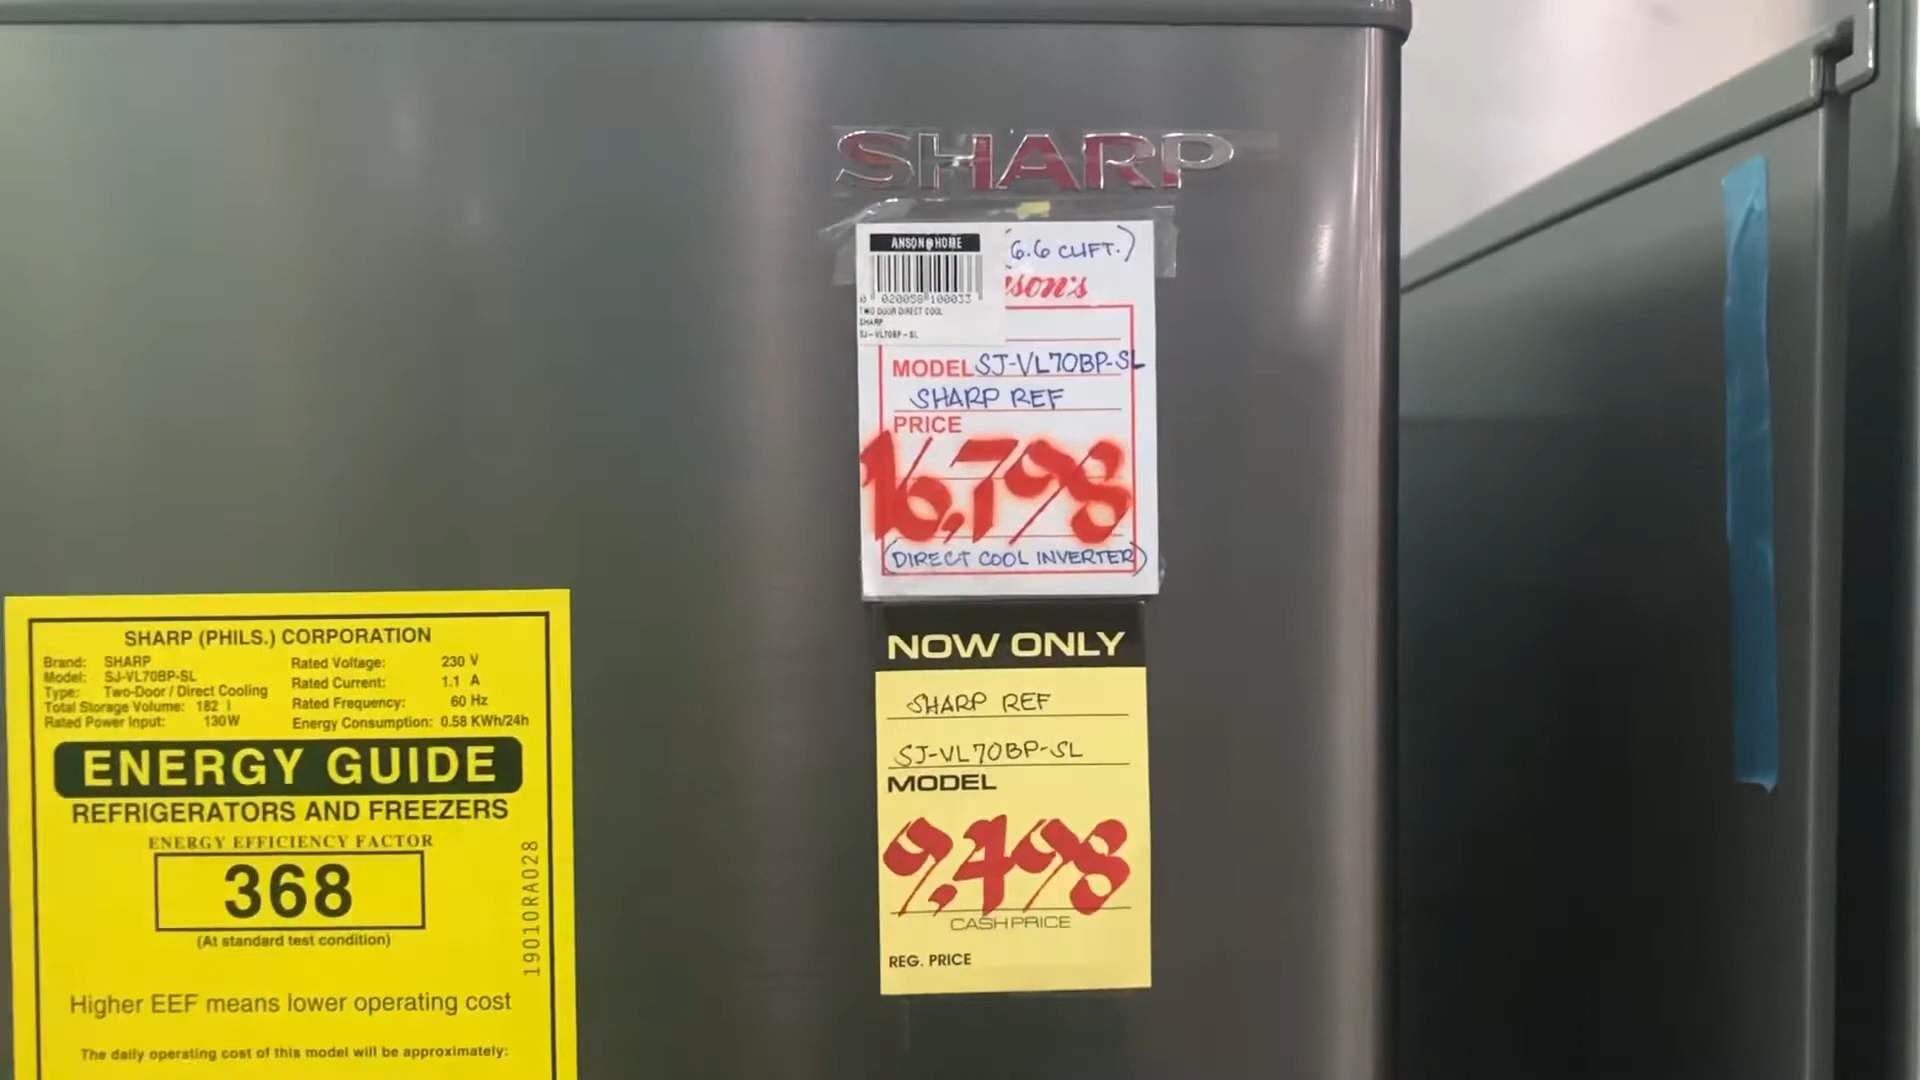 SHARP
ANSON@HOME
020058 100033
TWO DOOR DIRECT COOL
SHARP
SJ-VL70BP-SL
(6.6 CUFT.)
son's
MODEL SJ-VL70BP-SL
SHARP REF
PRICE
16,798
(DIRECT COOL INVERTER)
NOW ONLY
SHARP REF
SJ-VL70BP-SL
MODEL
9,498
CASH PRICE
REG. PRICE
SHARP (PHILS.) CORPORATION
Brand: SHARP
Model: SJ-VL70BP-SL
Type: Two-Door / Direct Cooling
Total Storage Volume: 182 l
Rated Power Input: 130W
Rated Voltage: 230 V
Rated Current: 1.1 A
Rated Frequency: 60 Hz
Energy Consumption: 0.58 KWh/24h
ENERGY GUIDE
REFRIGERATORS AND FREEZERS
ENERGY EFFICIENCY FACTOR
368
(At standard test condition)
19010RA028
Higher EEF means lower operating cost
The daily operating cost of this model will be approximately: